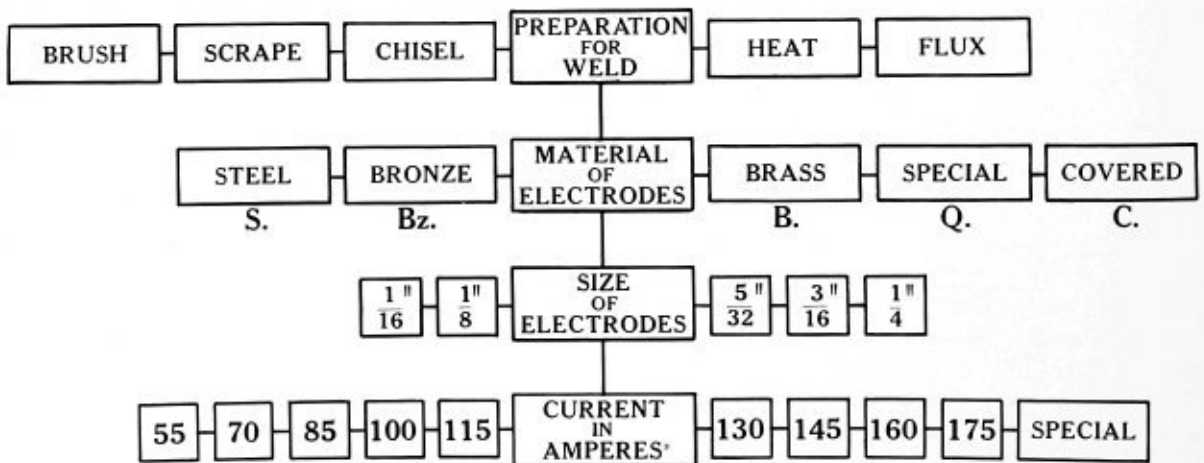 BRUSH SCRAPE CHISEL PREPARATION FOR WELD HEAT FLUX
STEEL BRONZE MATERIAL OF ELECTRODES BRASS SPECIAL COVERED
S. Bz. B. Q. C.
1/16" 1/8" SIZE OF ELECTRODES 5/32" 3/16" 1/4"
55 70 85 100 115 CURRENT IN AMPERES* 130 145 160 175 SPECIAL